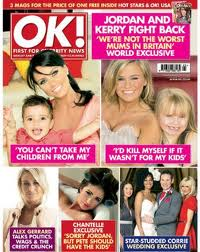 3 MAGS FOR THE PRICE OF ONE FREE INSIDE HOT STARS & OK! USA
OK!
FIRST FOR CELEBRITY NEWS
JORDAN AND
KERRY FIGHT BACK
'WE'RE NOT THE WORST
MUMS IN BRITAIN'
WORLD EXCLUSIVE
'YOU CAN'T TAKE MY
CHILDREN FROM ME'
'I'D KILL MYSELF IF IT
WASN'T FOR MY KIDS'
ALEX GERRARD
TALKS POLITICS,
WAGS & THE
CREDIT CRUNCH
CHANTELLE
EXCLUSIVE
'SORRY JORDAN,
BUT PETE SHOULD
HAVE THE KIDS'
STAR-STUDDED CORRIE
WEDDING EXCLUSIVE